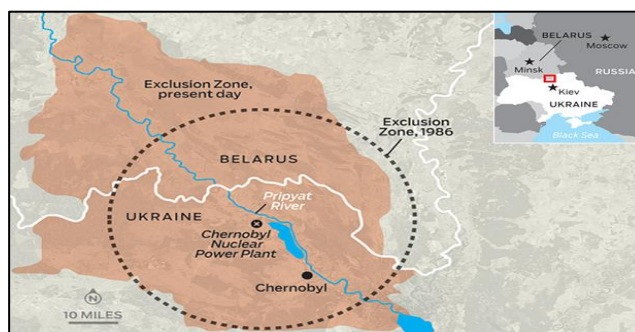 Exclusion Zone,
present day
Exclusion
Zone, 1986
BELARUS
UKRAINE
Pripyat
River
Chernobyl
Nuclear
Power Plant
Chernobyl
N
10 MILES
BELARUS
Moscow
Minsk
RUSSIA
Kiev
UKRAINE
Black Sea